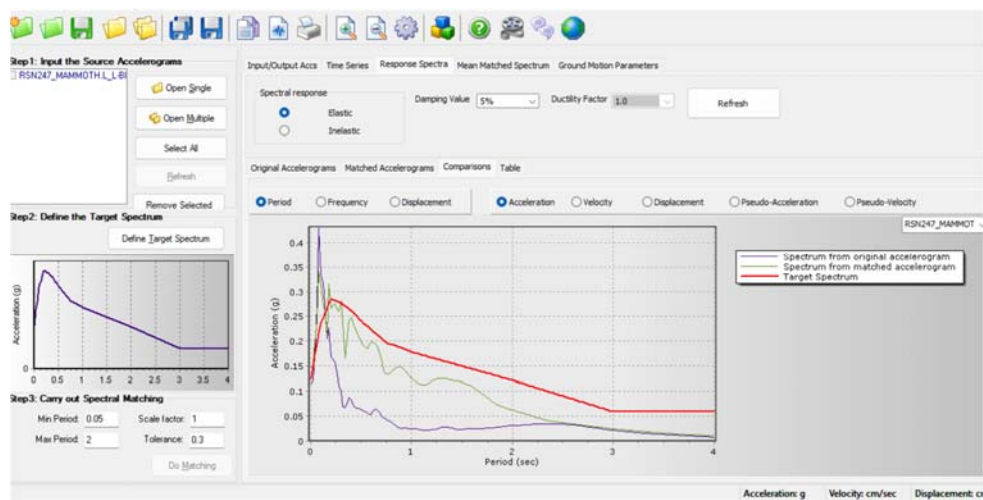 Step1: Input the Source Accelerograms
RSN247_MAMMOTH.L_L-BI
Open Single
Open Multiple
Select All
Refresh
Remove Selected
Step2: Define the Target Spectrum
Define Target Spectrum
Acceleration (g)
0
0 0.5 1 1.5 2 2.5 3 3.5 4
Step3: Carry out Spectral Matching
Min Period: 0.05 Scale factor: 1
Max Period: 2 Tolerance: 0.3
Do Matching
Input/Output Accs Time Series Response Spectra Mean Matched Spectrum Ground Motion Parameters
Spectral response
Elastic
Inelastic
Damping Value 5% Ductility Factor 1.0 Refresh
Original Accelerograms Matched Accelerograms Comparisons Table
Period Frequency Displacement Acceleration Velocity Displacement Pseudo-Acceleration Pseudo-Velocity
RSN247_MAMMOT
Spectrum from original accelerogram
Spectrum from matched accelerogram
Target Spectrum
Acceleration (g)
0.4
0.35
0.3
0.25
0.2
0.15
0.1
0.05
0
0 1 2 3 4
Period (sec)
Acceleration: g Velocity: cm/sec Displacement: cm